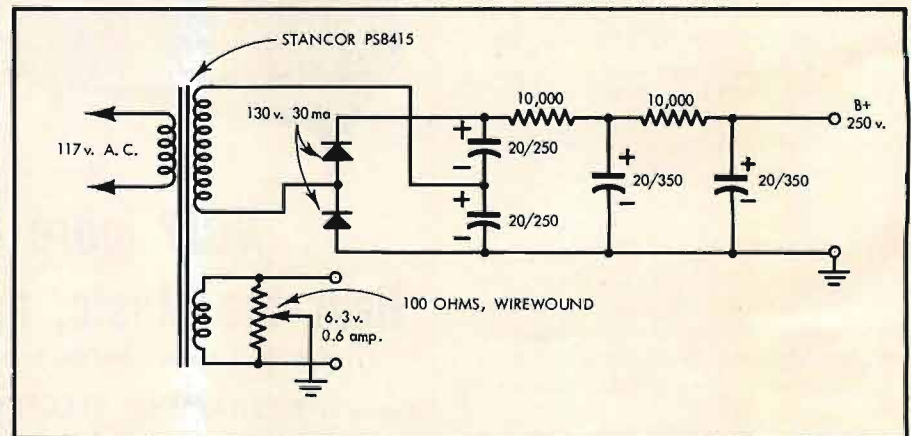 STANCOR PS8415
117 v. A.C.
130 v. 30 ma
+
-
20/250
+
-
20/250
10,000
10,000
+
-
20/350
+
-
20/350
B+
250 v.
100 OHMS, WIREWOUND
6.3 v.
0.6 amp.